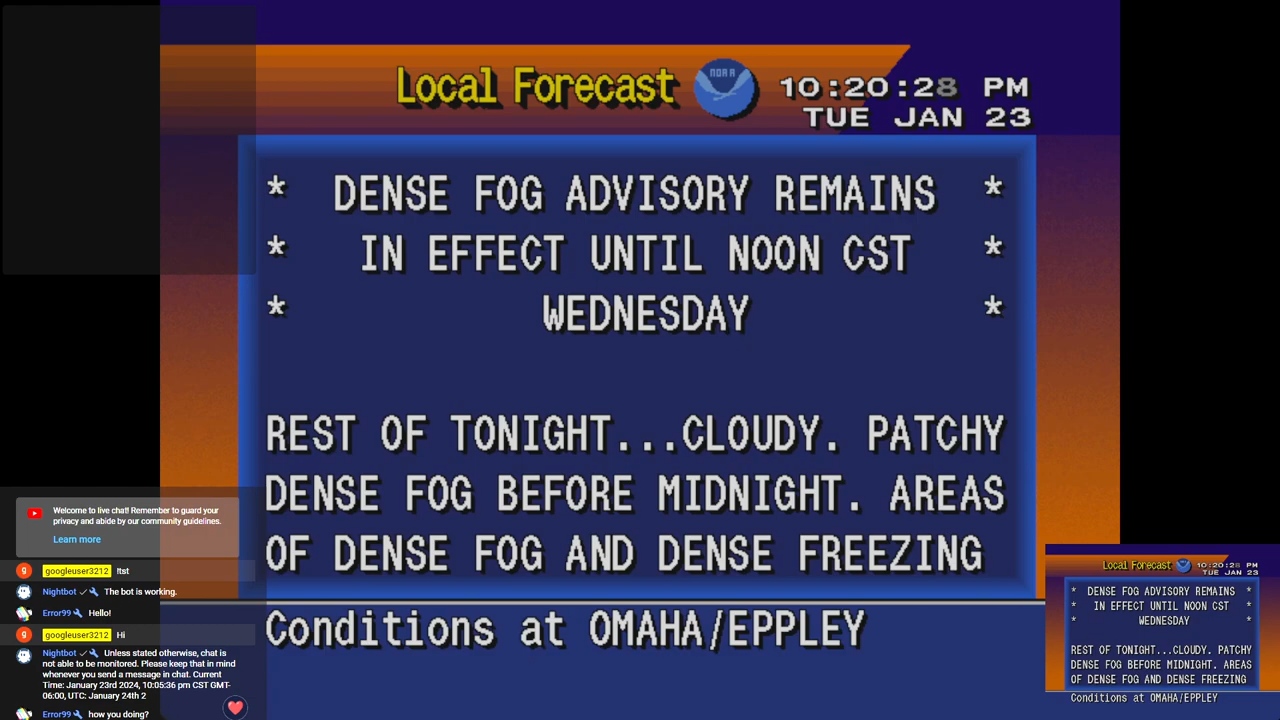 Local Forecast
NOAA
10:20:28 PM
TUE JAN 23
* DENSE FOG ADVISORY REMAINS *
* IN EFFECT UNTIL NOON CST *
* WEDNESDAY *
REST OF TONIGHT...CLOUDY. PATCHY
DENSE FOG BEFORE MIDNIGHT. AREAS
OF DENSE FOG AND DENSE FREEZING
Conditions at OMAHA/EPPLEY
Welcome to live chat! Remember to guard your
privacy and abide by our community guidelines.
Learn more
g googleuser3212 !tst
Nightbot The bot is working.
Error99 Hello!
g googleuser3212 Hi
Nightbot Unless stated otherwise, chat is
not able to be monitored. Please keep that in mind
whenever you send a message in chat. Current
Time: January 23rd 2024, 10:05:36 pm CST GMT-
06:00, UTC: January 24th 2
Error99 how you doing?
Local Forecast
10:20:28 PM
TUE JAN 23
* DENSE FOG ADVISORY REMAINS *
* IN EFFECT UNTIL NOON CST *
* WEDNESDAY *
REST OF TONIGHT...CLOUDY. PATCHY
DENSE FOG BEFORE MIDNIGHT. AREAS
OF DENSE FOG AND DENSE FREEZING
Conditions at OMAHA/EPPLEY